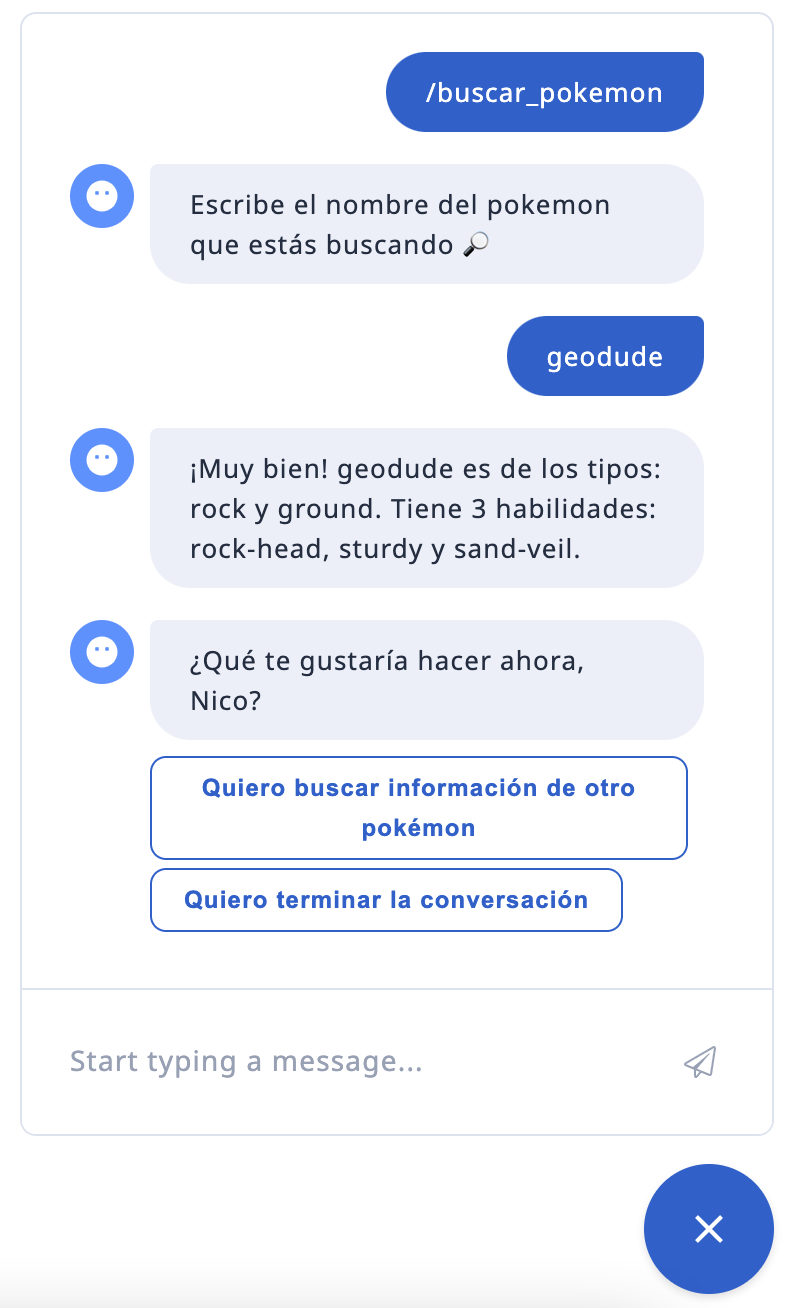 /buscar_pokemon
Escribe el nombre del pokemon
que estás buscando 🔎
geodude
¡Muy bien! geodude es de los tipos:
rock y ground. Tiene 3 habilidades:
rock-head, sturdy y sand-veil.
¿Qué te gustaría hacer ahora,
Nico?
Quiero buscar información de otro
pokémon
Quiero terminar la conversación
Start typing a message...